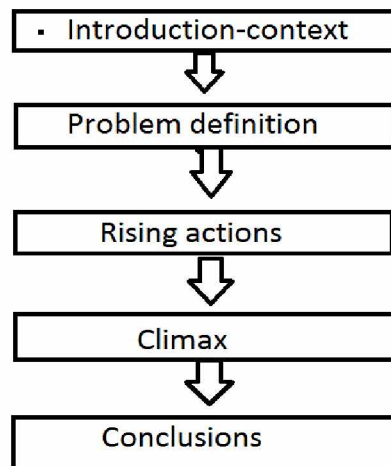 ▪ Introduction-context
Problem definition
Rising actions
Climax
Conclusions